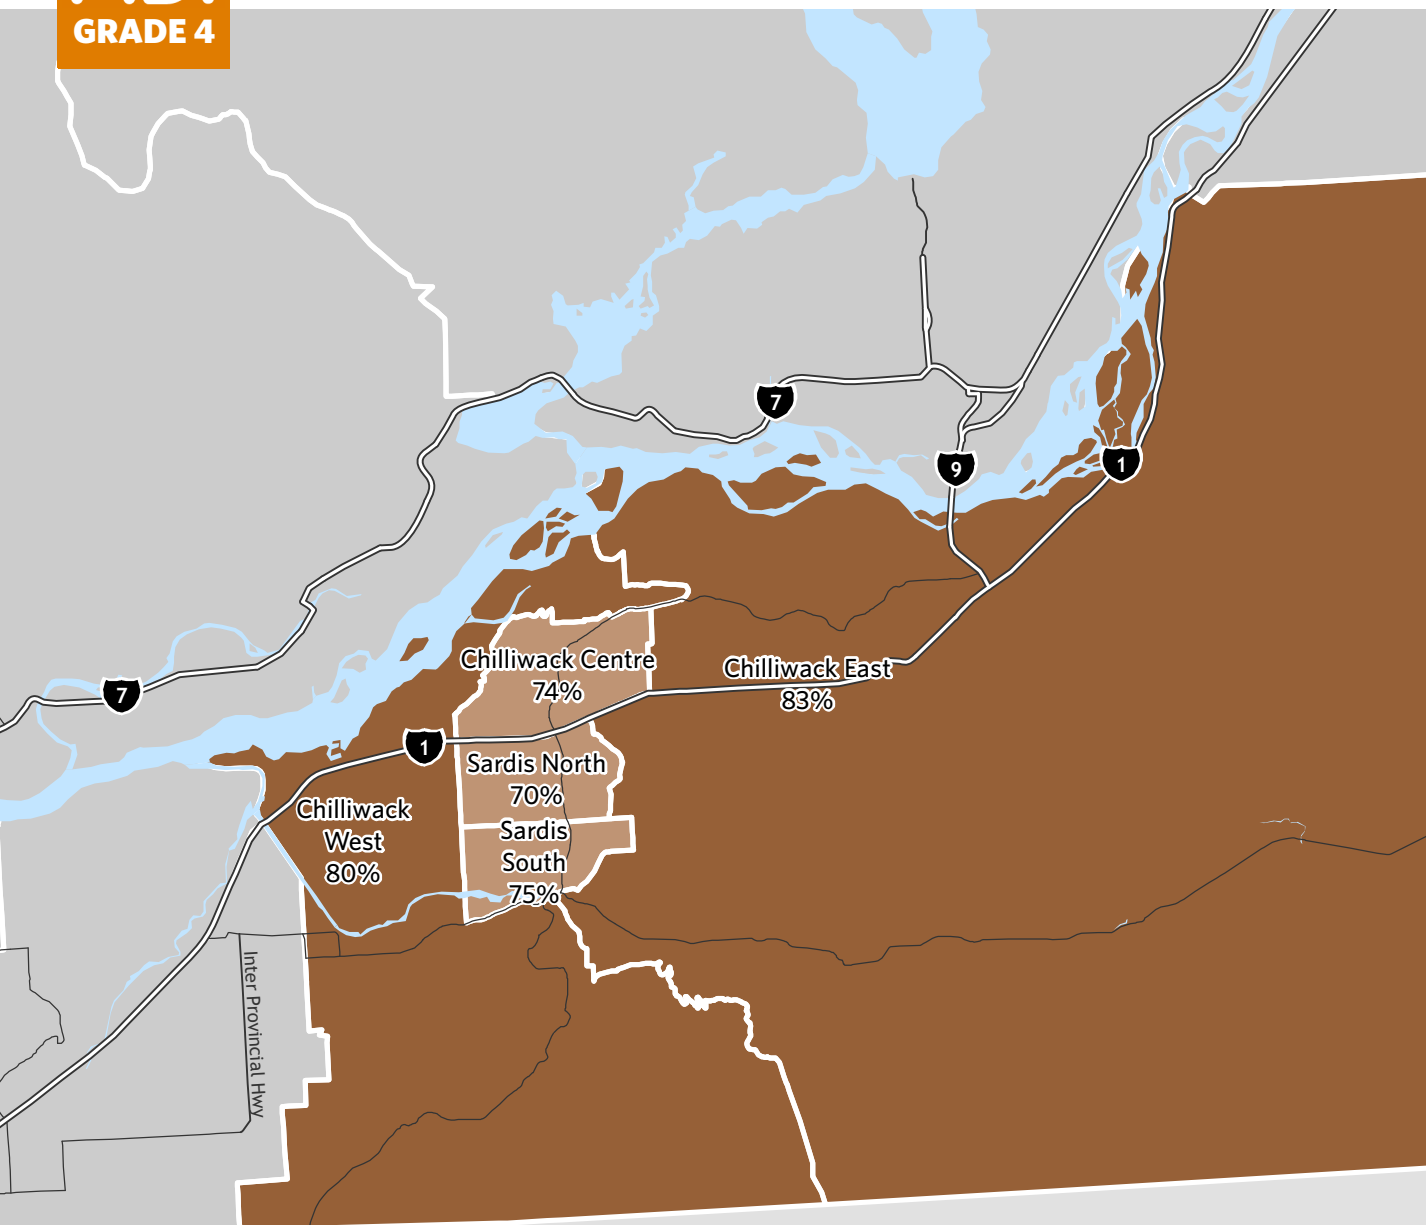 GRADE 4
7
9
1
Chilliwack Centre
74%
Chilliwack East
83%
7
1
Sardis North
70%
Chilliwack
West
80%
Sardis
South
75%
Inter Provincial Hwy